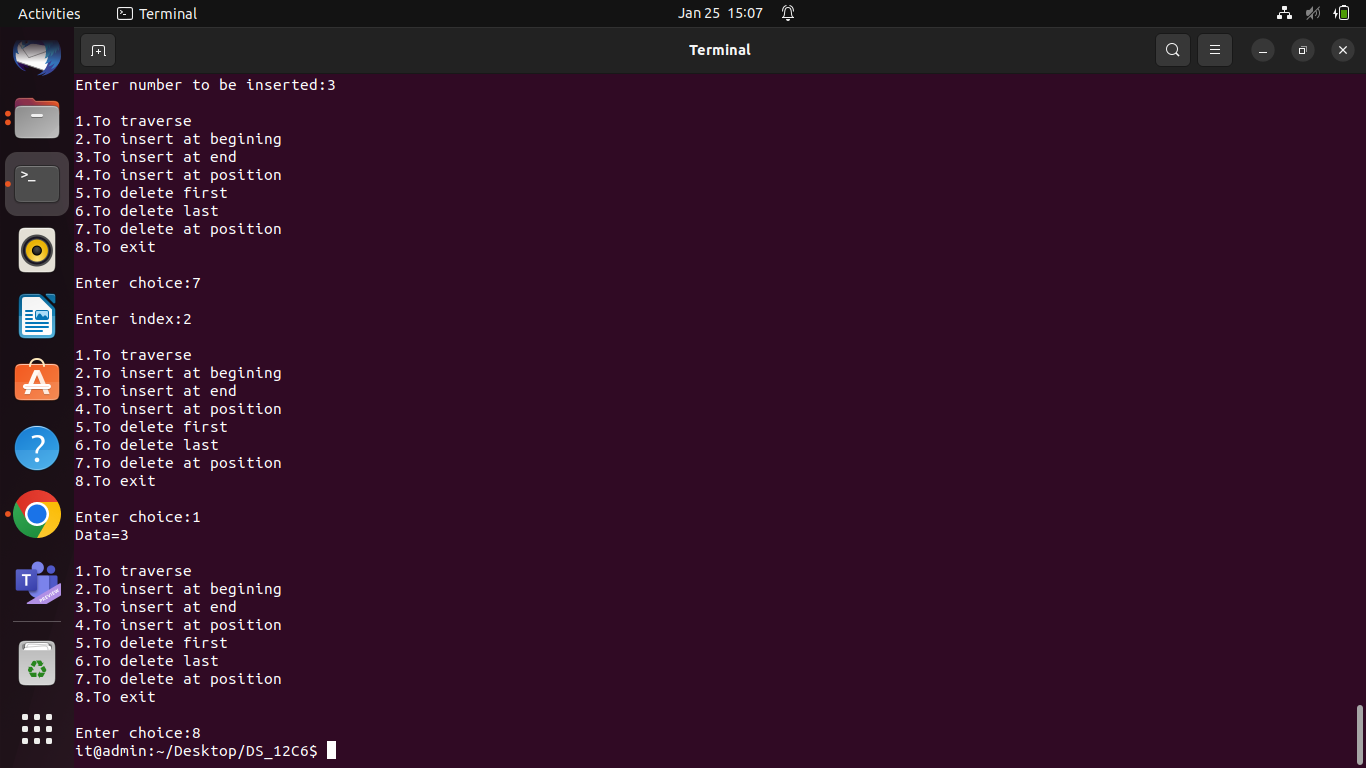 Activities
Terminal
Jan 25 15:07
Terminal
Enter number to be inserted:3
1.To traverse
2.To insert at begining
3.To insert at end
4.To insert at position
5.To delete first
6.To delete last
7.To delete at position
8.To exit
Enter choice:7
Enter index:2
1.To traverse
2.To insert at begining
3.To insert at end
4.To insert at position
5.To delete first
6.To delete last
7.To delete at position
8.To exit
Enter choice:1
Data=3
1.To traverse
2.To insert at begining
3.To insert at end
4.To insert at position
5.To delete first
6.To delete last
7.To delete at position
8.To exit
Enter choice:8
it@admin:~/Desktop/DS_12C6$